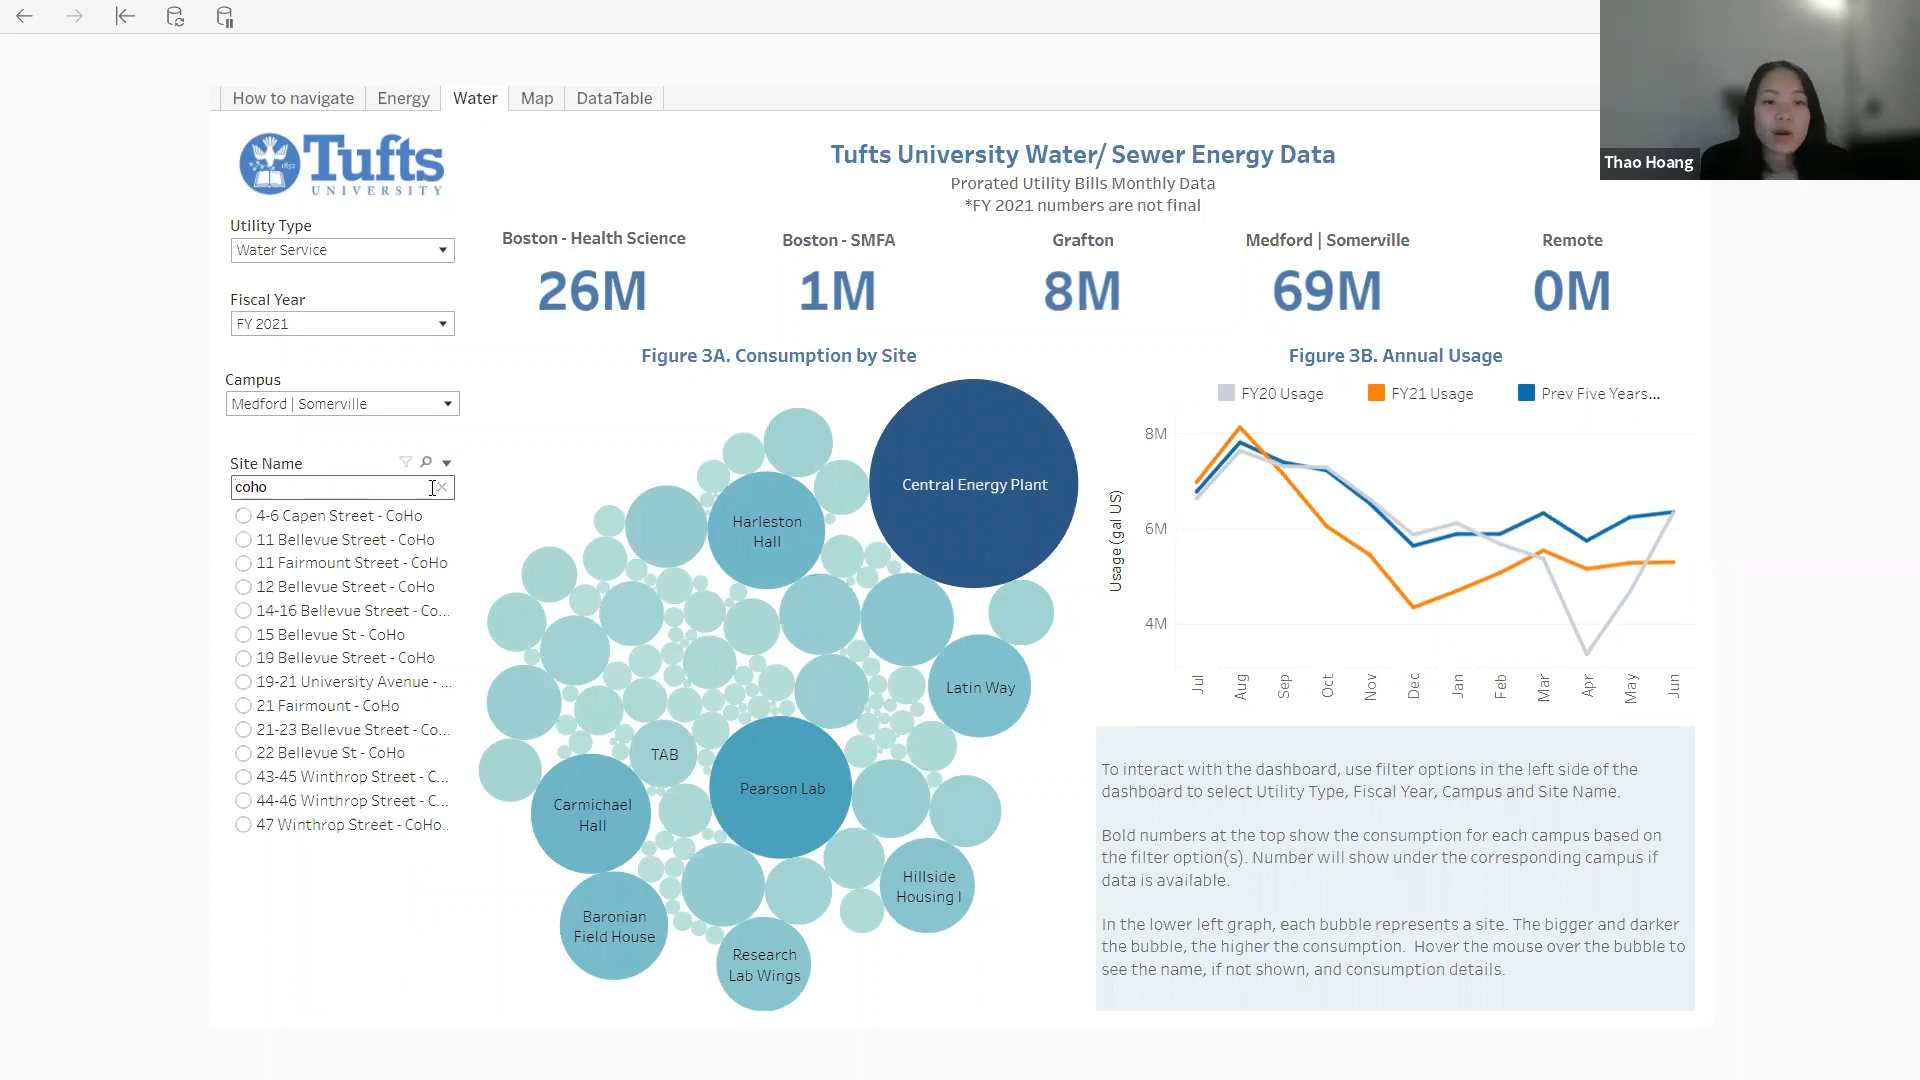 How to navigate
Energy
Water
Map
DataTable
Thao Hoang
Tufts
UNIVERSITY
1852
Tufts University Water/ Sewer Energy Data
Prorated Utility Bills Monthly Data
*FY 2021 numbers are not final
Utility Type
Water Service
Fiscal Year
FY 2021
Campus
Medford | Somerville
Site Name
coho
4-6 Capen Street - CoHo
11 Bellevue Street - CoHo
11 Fairmount Street - CoHo
12 Bellevue Street - CoHo
14-16 Bellevue Street - Co...
15 Bellevue St - CoHo
19 Bellevue Street - CoHo
19-21 University Avenue - ...
21 Fairmount - CoHo
21-23 Bellevue Street - Co...
22 Bellevue St - CoHo
43-45 Winthrop Street - C...
44-46 Winthrop Street - C...
47 Winthrop Street - CoHo..
Boston - Health Science
26M
Boston - SMFA
1M
Grafton
8M
Medford | Somerville
69M
Remote
0M
Figure 3A. Consumption by Site
Central Energy Plant
Harleston
Hall
Latin Way
TAB
Pearson Lab
Carmichael
Hall
Hillside
Housing I
Baronian
Field House
Research
Lab Wings
Figure 3B. Annual Usage
FY20 Usage
FY21 Usage
Prev Five Years...
Usage (gal US)
8M
6M
4M
Jul
Aug
Sep
Oct
Nov
Dec
Jan
Feb
Mar
Apr
May
Jun
To interact with the dashboard, use filter options in the left side of the
dashboard to select Utility Type, Fiscal Year, Campus and Site Name.
Bold numbers at the top show the consumption for each campus based on
the filter option(s). Number will show under the corresponding campus if
data is available.
In the lower left graph, each bubble represents a site. The bigger and darker
the bubble, the higher the consumption. Hover the mouse over the bubble to
see the name, if not shown, and consumption details.